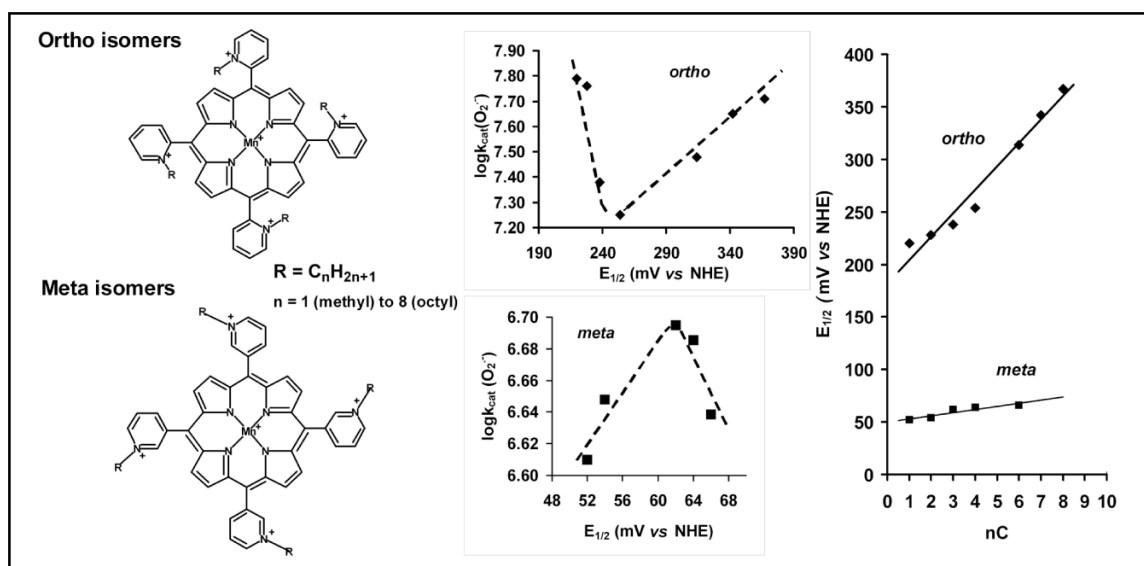 Ortho isomers
R
N
+
R
N
+
N
N
Mn
+
N
N
N
+
R
N
+
R
R = CnH2n+1
n = 1 (methyl) to 8 (octyl)
Meta isomers
R
N
+
R
N
+
N
N
Mn
+
N
N
N
+
R
N
+
R
7.90
7.80
7.70
7.60
7.50
7.40
7.30
7.20
190
240
290
340
390
ortho
logkcat(O2·-)
E1/2 (mV vs NHE)
6.70
6.68
6.66
6.64
6.62
6.60
48
52
56
60
64
68
meta
logkcat (O2·-)
E1/2 (mV vs NHE)
400
350
300
250
200
150
100
50
0
0 1 2 3 4 5 6 7 8 9 10
ortho
meta
E1/2 (mV vs NHE)
nC